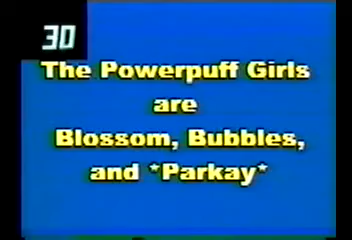 30
The Powerpuff Girls
are
Blossom, Bubbles,
and *Parkay*